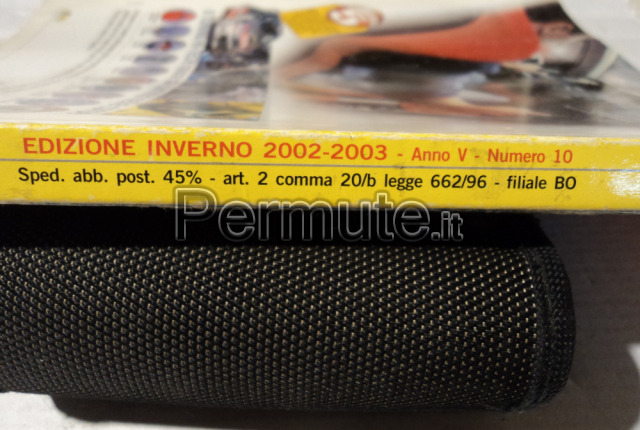 EDIZIONE INVERNO 2002-2003 - Anno V - Numero 10
Sped. abb. post. 45% - art. 2 comma 20/b legge 662/96 - filiale BO
Permute.it